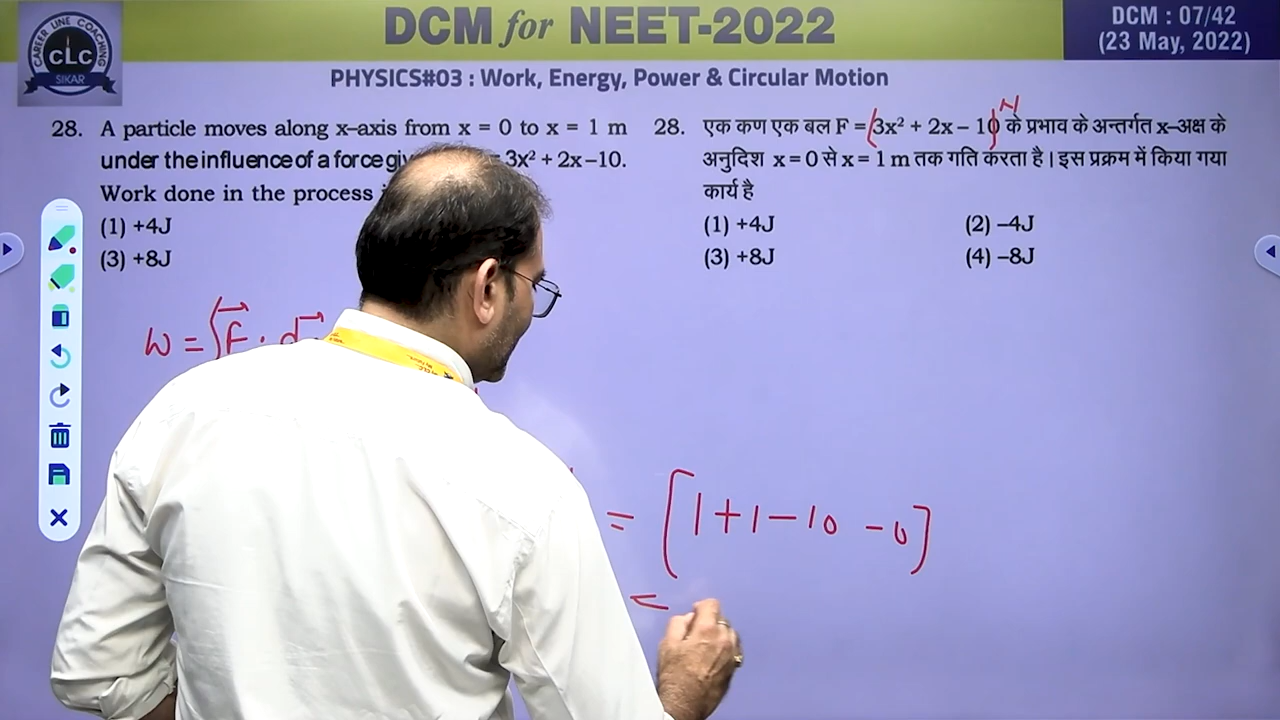 CAREER LINE COACHING
CLC
SIKAR
DCM for NEET-2022
DCM : 07/42
(23 May, 2022)
PHYSICS#03 : Work, Energy, Power & Circular Motion
28. A particle moves along x–axis from x = 0 to x = 1 m
under the influence of a force 3x² + 2x–10.
Work done in the process
(1) +4J
(3) +8J
28. एक कण एक बल F = (3x² + 2x – 10) N के प्रभाव के अन्तर्गत x–अक्ष के
अनुदिश x = 0 से x = 1 m तक गति करता है। इस प्रक्रम में किया गया
कार्य है
(1) +4J (2) –4J
(3) +8J (4) –8J
W = ∫F⃗ . d
= [1+1–10 –0]